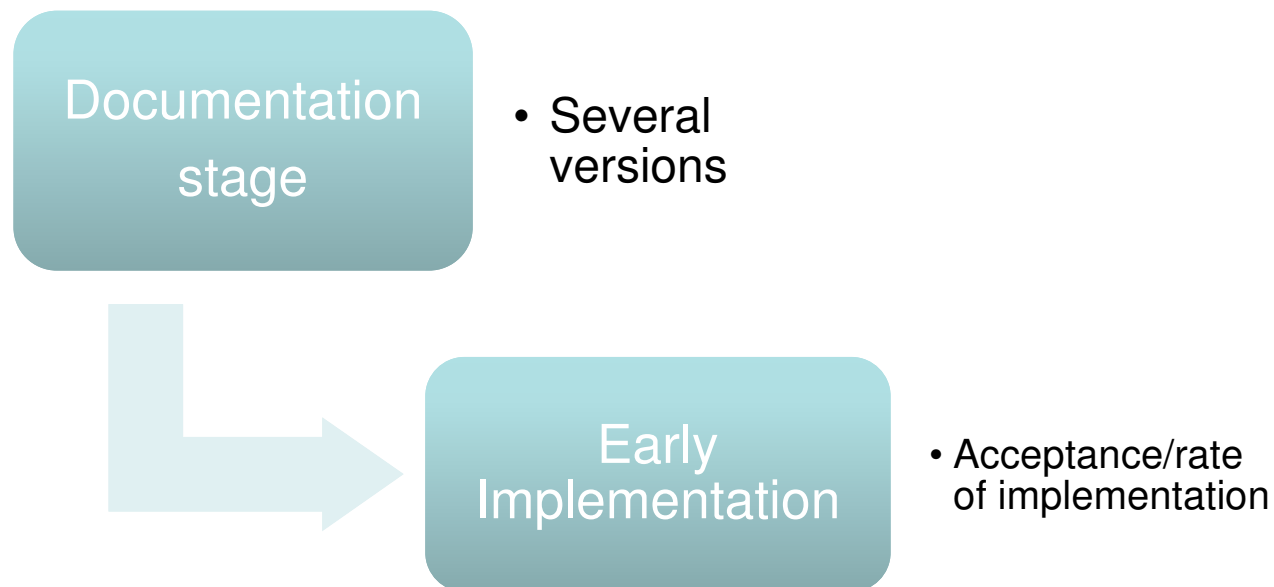 Documentation
stage
• Several
versions
Early
Implementation
• Acceptance/rate
of implementation